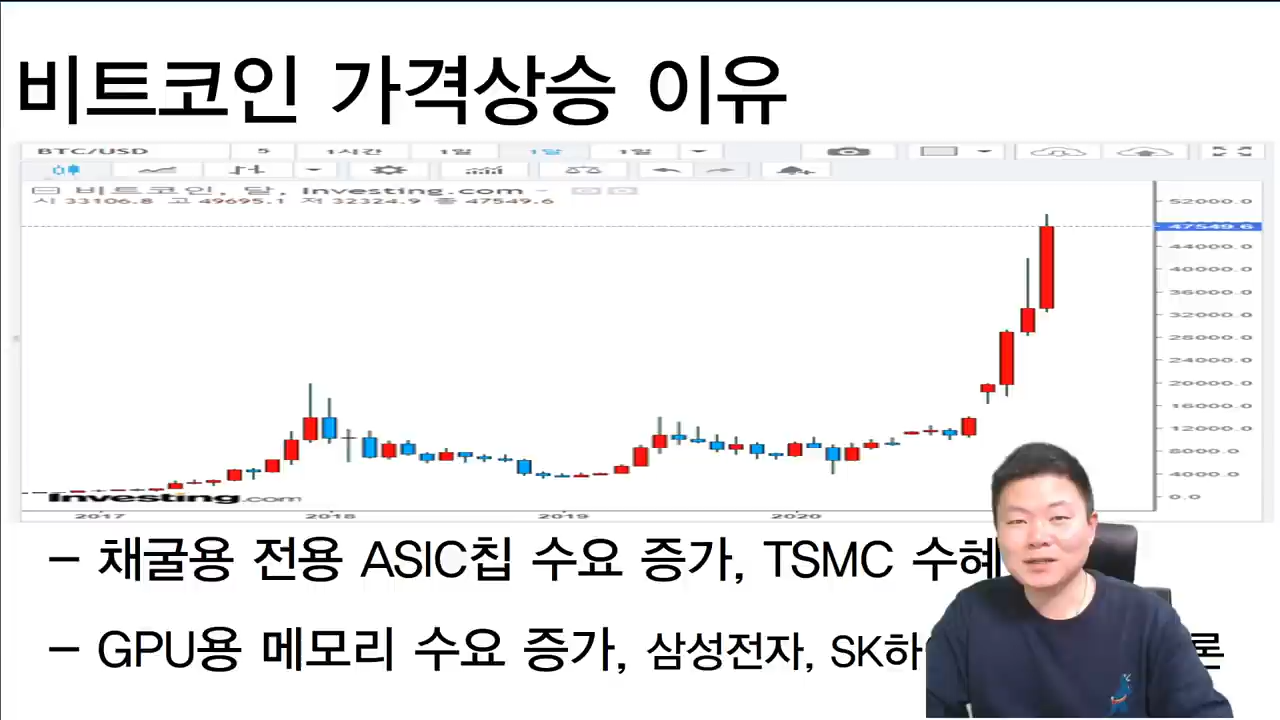 비트코인 가격상승 이유
BTC/USD 5 1시간 1일 1달 1일
비트코인, 달, Investing.com
시 33106.8 고 49695.1 저 32324.9 종 47549.6
52000.0
47549.6
44000.0
40000.0
36000.0
32000.0
28000.0
24000.0
20000.0
16000.0
12000.0
8000.0
4000.0
0.0
Investing.com
2017 2018 2019 2020
– 채굴용 전용 ASIC칩 수요 증가, TSMC 수혜
– GPU용 메모리 수요 증가, 삼성전자, SK하 론